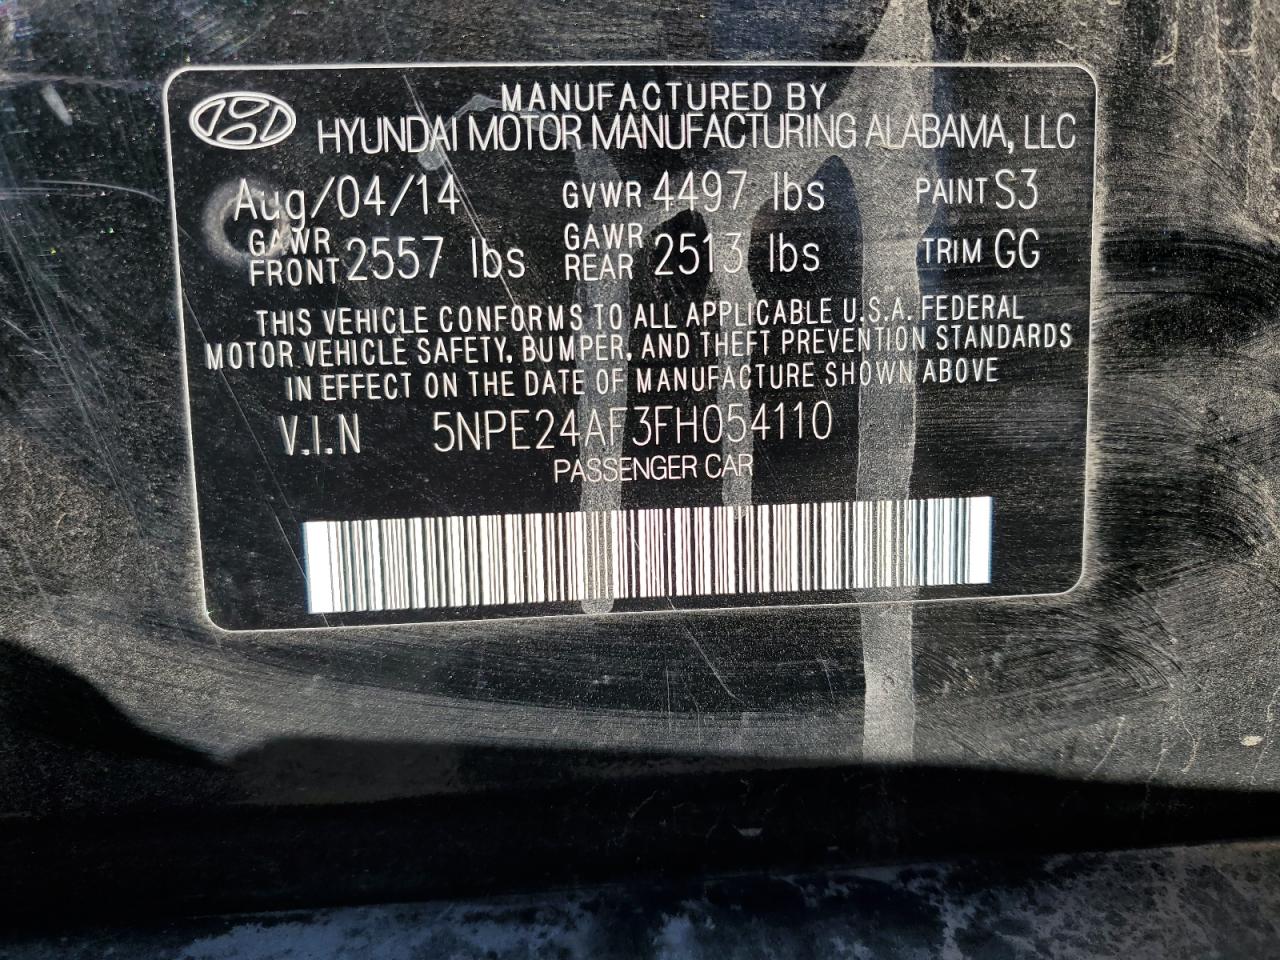 MANUFACTURED BY
HYUNDAI MOTOR MANUFACTURING ALABAMA, LLC
Aug/04/14 GVWR 4497 lbs PAINT S3
GAWR FRONT 2557 lbs GAWR REAR 2513 lbs TRIM GG
THIS VEHICLE CONFORMS TO ALL APPLICABLE U.S.A. FEDERAL
MOTOR VEHICLE SAFETY, BUMPER, AND THEFT PREVENTION STANDARDS
IN EFFECT ON THE DATE OF MANUFACTURE SHOWN ABOVE
V.I.N 5NPE24AF3FH054110
PASSENGER CAR